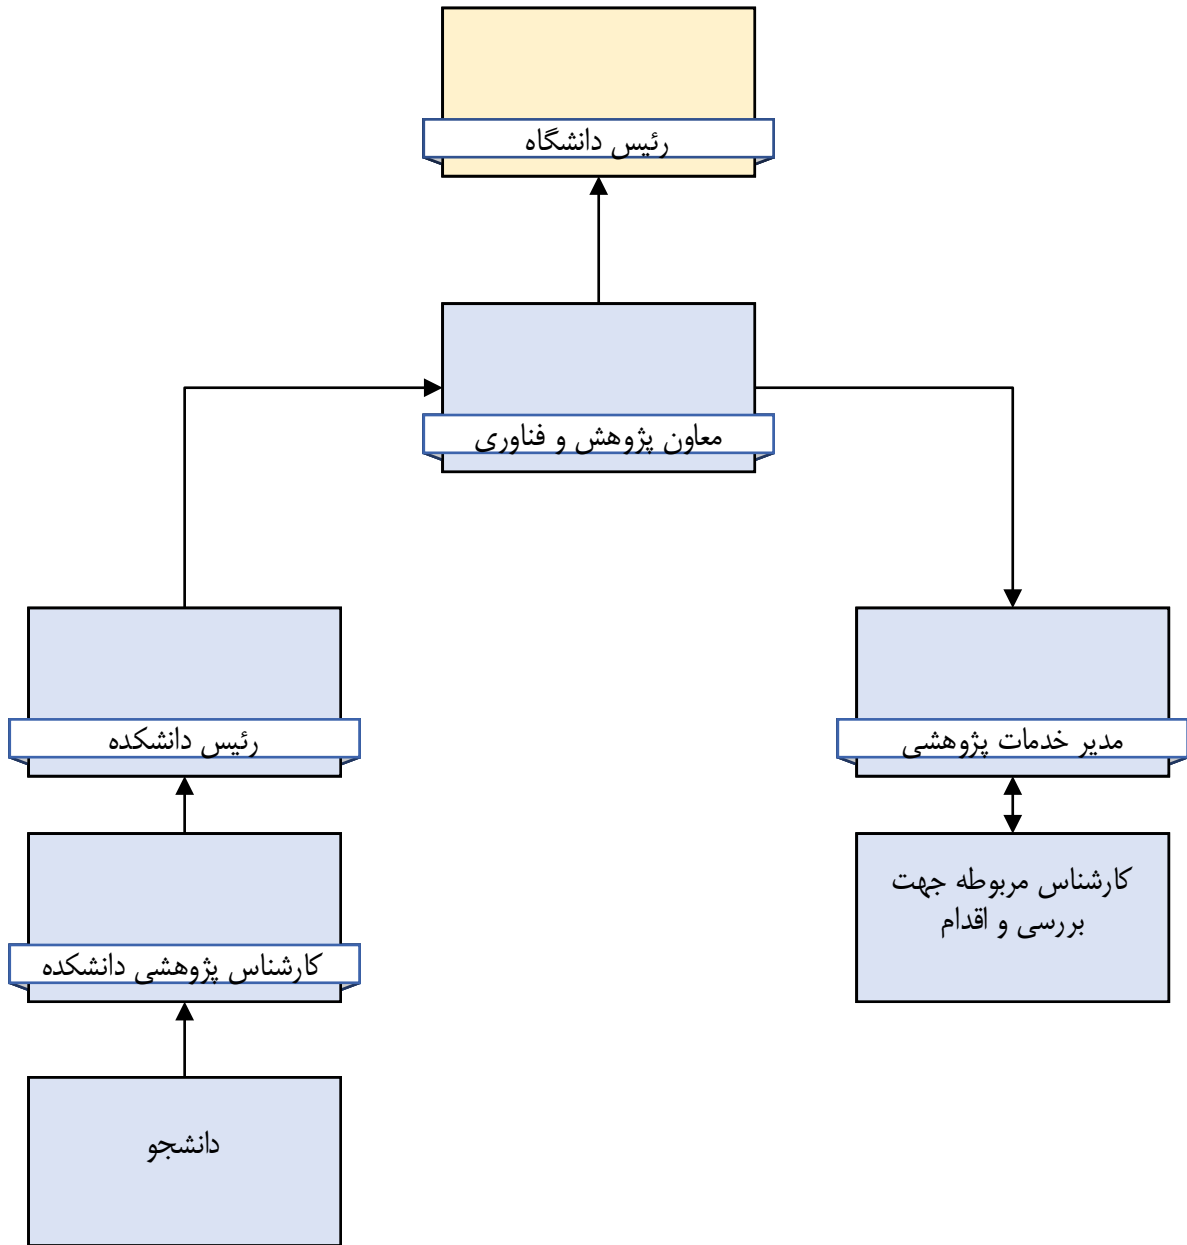 رئیس دانشگاه
معاون پژوهش و فناوری
رئیس دانشکده
مدیر خدمات پژوهشی
کارشناس مربوطه جهت
بررسی و اقدام
کارشناس پژوهشی دانشکده
دانشجو